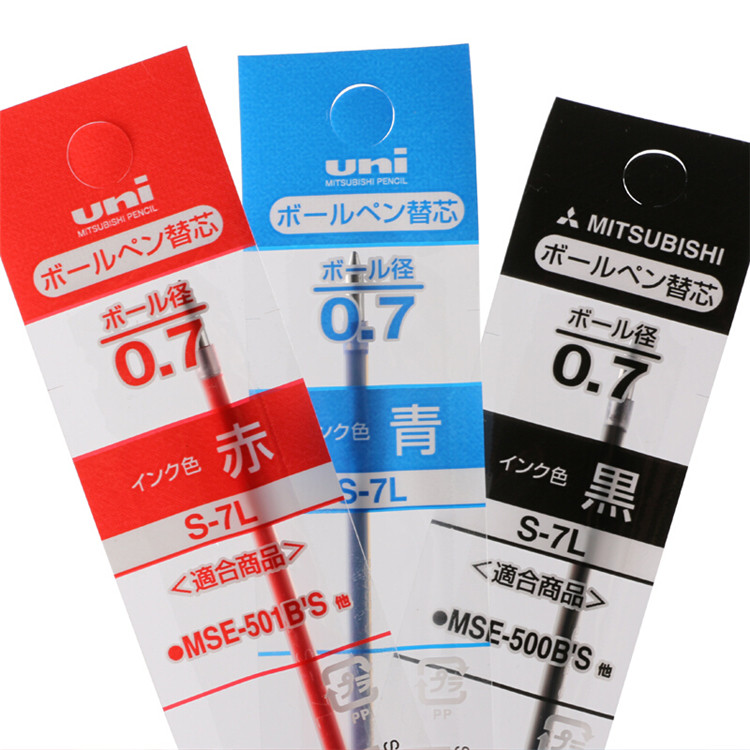 uni
MITSUBISHI PENCIL
ボールペン替芯
ボール径
0.7
インク色 赤
S-7L
<適合商品>
●MSE-501B'S 他
uni
MITSUBISHI PENCIL
ボールペン替芯
ボール径
0.7
ンク色 青
S-7L
プラ
PP
MITSUBISHI
ボールペン替芯
ボール径
0.7
インク色 黒
S-7L
<適合商品>
●MSE-500B'S 他